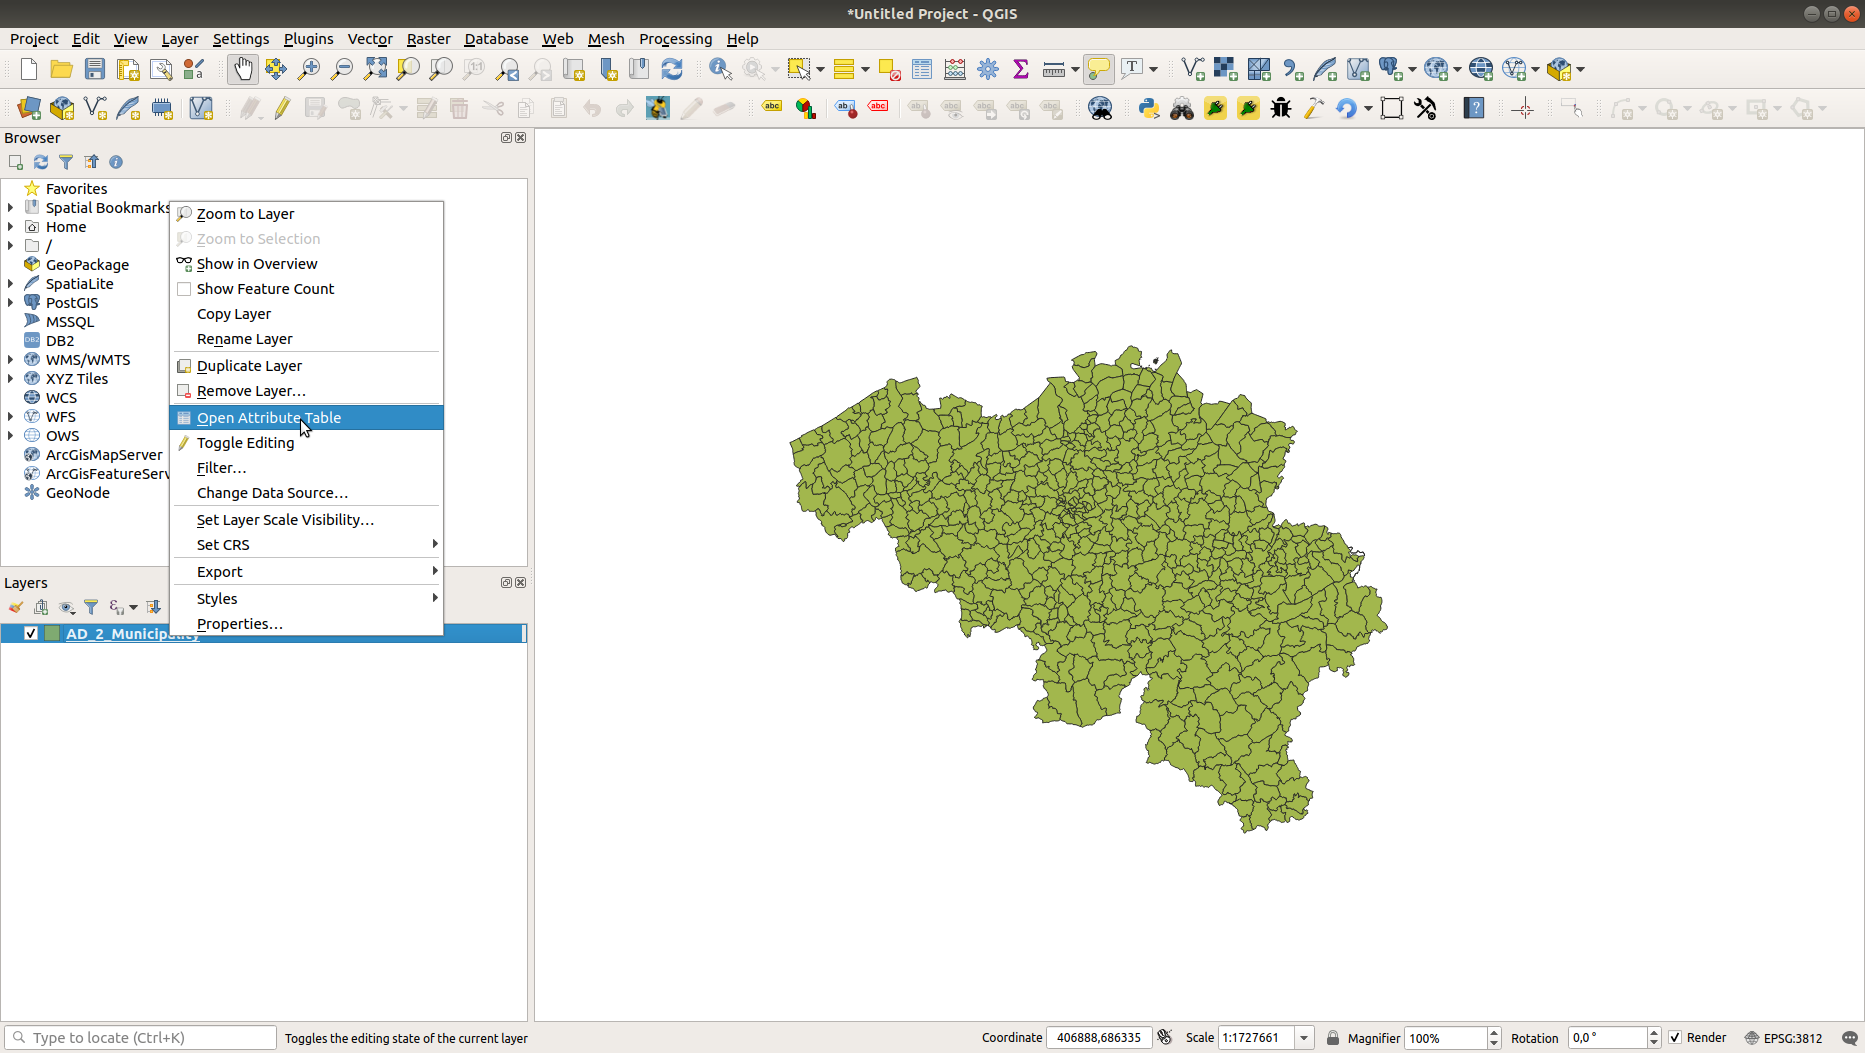 *Untitled Project - QGIS
Project Edit View Layer Settings Plugins Vector Raster Database Web Mesh Processing Help
Browser
Favorites
Spatial Bookmarks
Home
/
GeoPackage
SpatiaLite
PostGIS
MSSQL
DB2
WMS/WMTS
XYZ Tiles
WCS
WFS
OWS
ArcGisMapServer
ArcGisFeatureServ
GeoNode
Zoom to Layer
Zoom to Selection
Show in Overview
Show Feature Count
Copy Layer
Rename Layer
Duplicate Layer
Remove Layer…
Open Attribute Table
Toggle Editing
Filter…
Change Data Source…
Set Layer Scale Visibility…
Set CRS
Export
Styles
Properties…
Layers
AD_2_Municipality
Type to locate (Ctrl+K) Toggles the editing state of the current layer Coordinate 406888,686335 Scale 1:1727661 Magnifier 100% Rotation 0,0 ° Render EPSG:3812